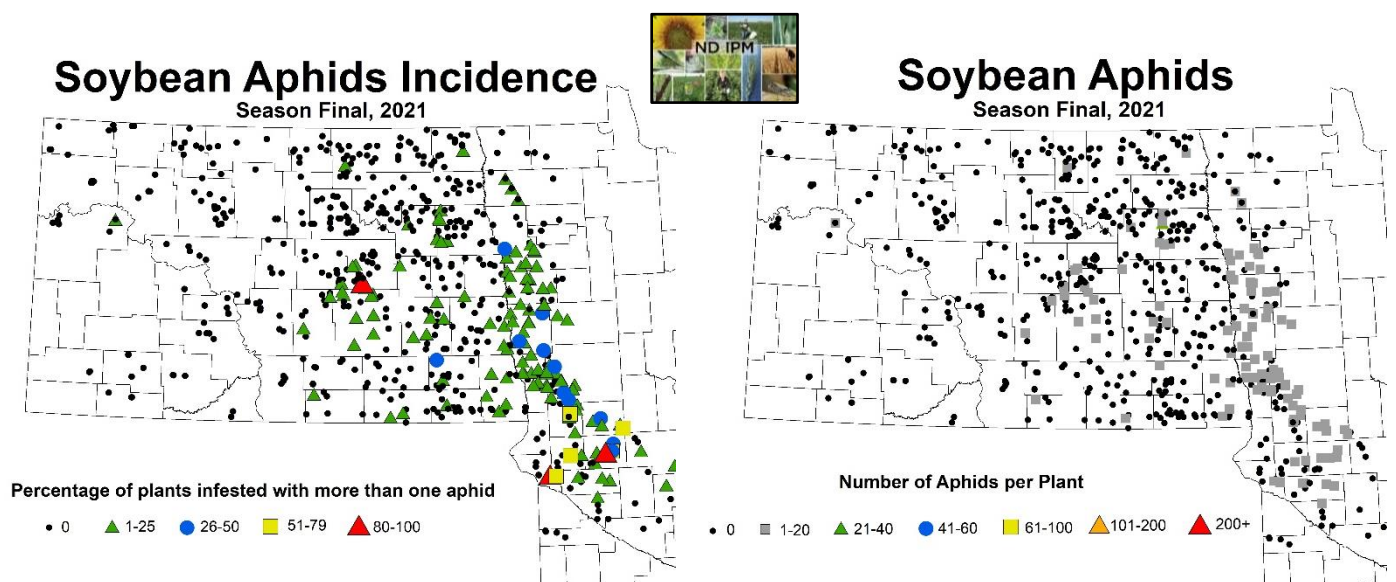 ND IPM
Soybean Aphids Incidence
Season Final, 2021
Percentage of plants infested with more than one aphid
0 1-25 26-50 51-79 80-100
Soybean Aphids
Season Final, 2021
Number of Aphids per Plant
0 1-20 21-40 41-60 61-100 101-200 200+